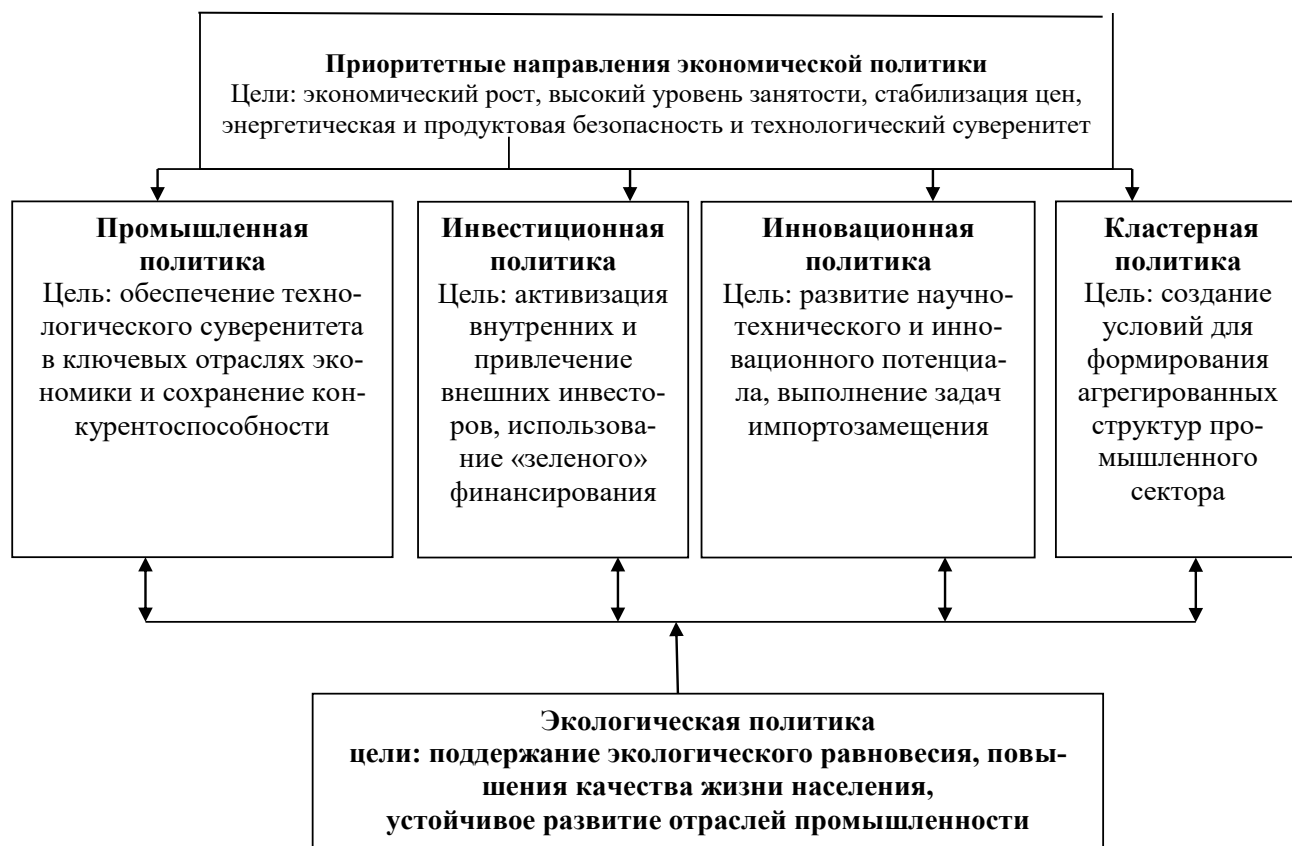 Приоритетные направления экономической политики
Цели: экономический рост, высокий уровень занятости, стабилизация цен,
энергетическая и продуктовая безопасность и технологический суверенитет
Промышленная
политика
Цель: обеспечение техно-
логического суверенитета
в ключевых отраслях эко-
номики и сохранение кон-
курентоспособности
Инвестиционная
политика
Цель: активизация
внутренних и
привлечение
внешних инвесто-
ров, использова-
ние «зеленого»
финансирования
Инновационная
политика
Цель: развитие научно-
технического и инно-
вационного потенциа-
ла, выполнение задач
импортозамещения
Кластерная
политика
Цель: создание
условий для
формирования
агрегированных
структур про-
мышленного
сектора
Экологическая политика
цели: поддержание экологического равновесия, повы-
шения качества жизни населения,
устойчивое развитие отраслей промышленности